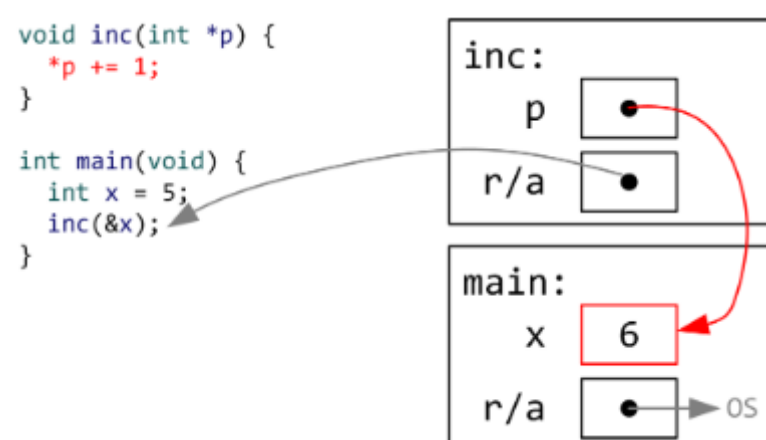 void inc(int *p) {
  *p += 1;
}
int main(void) {
  int x = 5;
  inc(&x);
}
inc:
p
r/a
main:
x 6
r/a OS